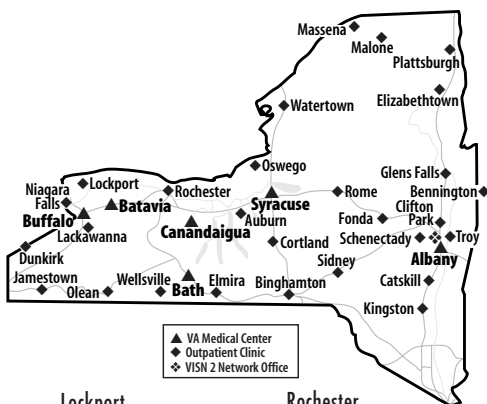 Massena
Malone
Plattsburgh
Elizabethtown
Watertown
Oswego
Glens Falls
Niagara
Falls
Lockport
Rochester
Rome
Bennington
Clifton
Park
Batavia
Syracuse
Fonda
Buffalo
Auburn
Canandaigua
Lackawanna
Schenectady
Troy
Cortland
Albany
Dunkirk
Sidney
Jamestown
Wellsville
Elmira
Catskill
Olean
Bath
Binghamton
Kingston
VA Medical Center
Outpatient Clinic
VISN 2 Network Office
Lockport
Rochester